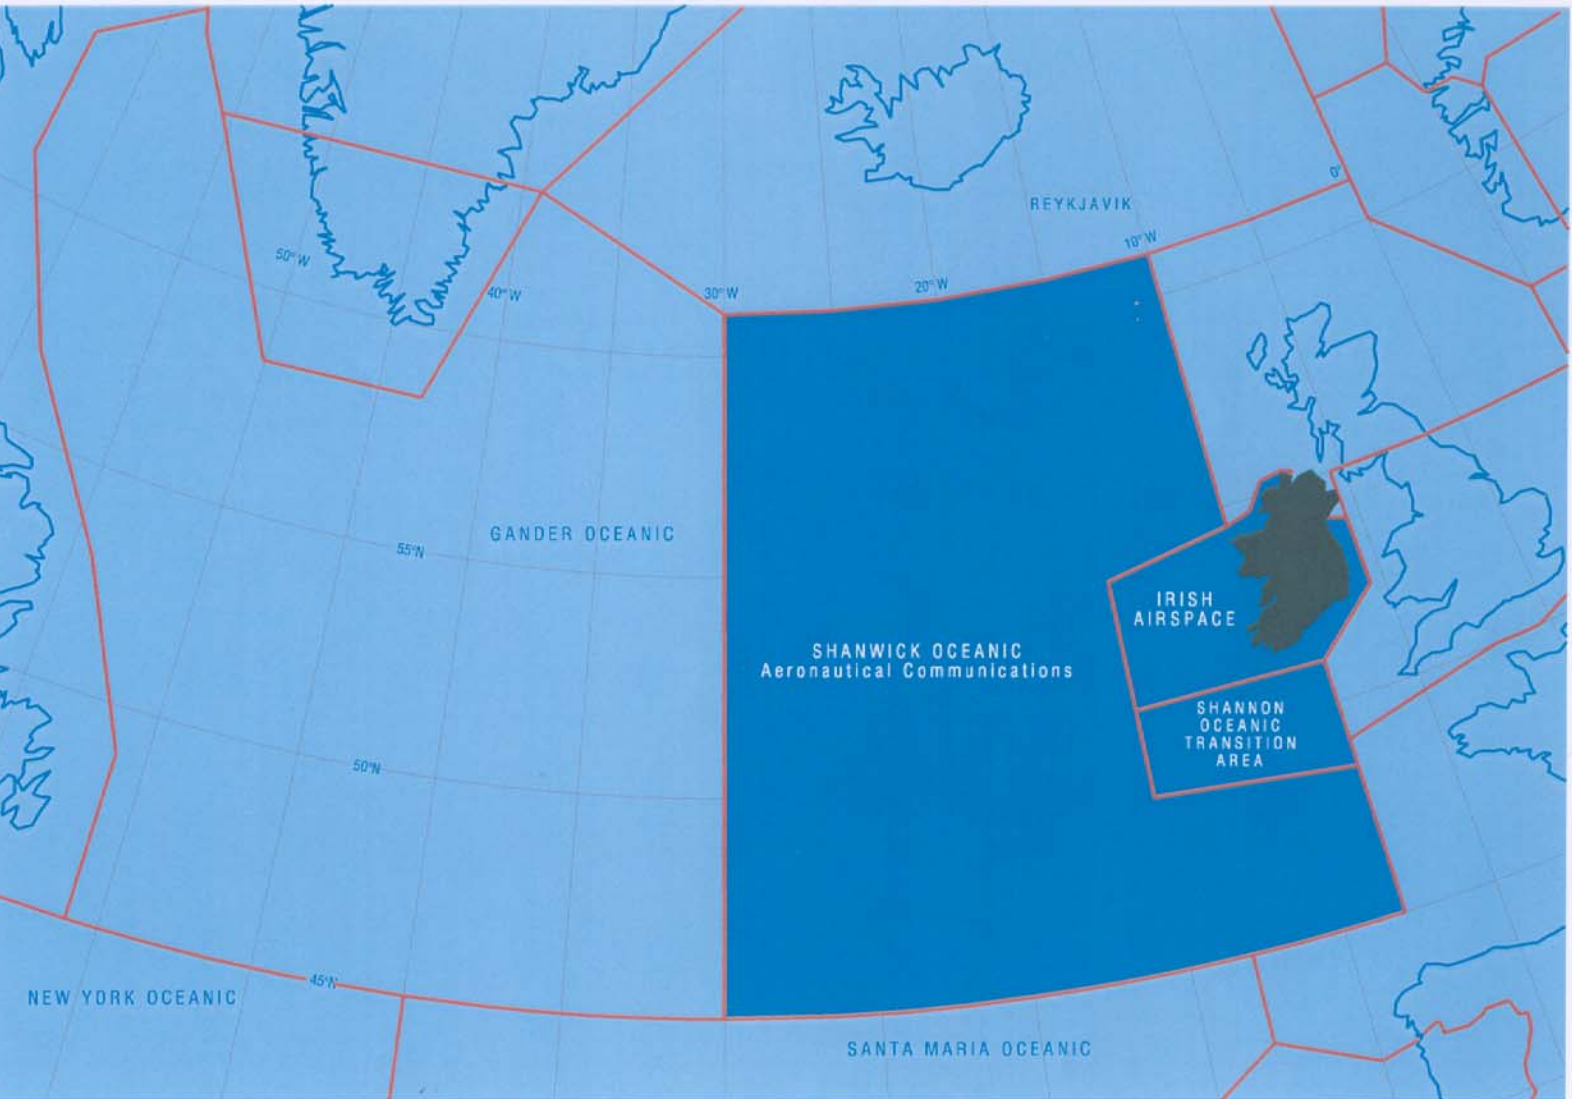 0°
REYKJAVIK
10° W
50° W
20° W
40° W
30° W
GANDER OCEANIC
55°N
IRISH
AIRSPACE
SHANWICK OCEANIC
Aeronautical Communications
SHANNON
OCEANIC
TRANSITION
AREA
50°N
45°N
NEW YORK OCEANIC
SANTA MARIA OCEANIC